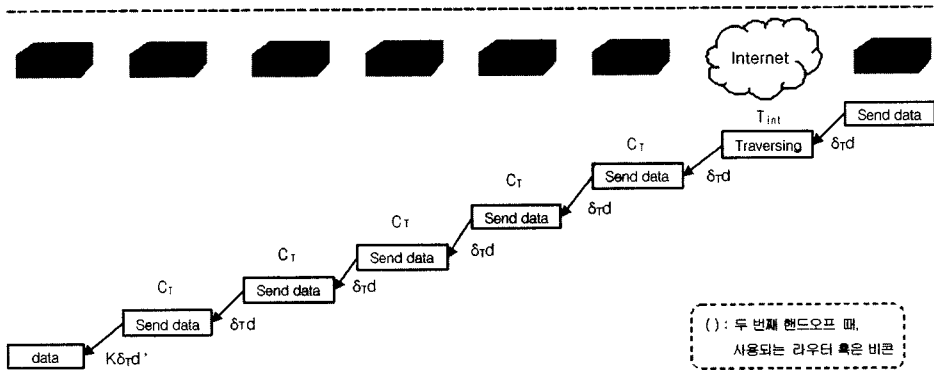 Internet
T int
Send data
Traversing
δTd
CT
Send data
δTd
CT
Send data
δTd
CT
Send data
δTd
CT
Send data
δTd
CT
Send data
δTd
data
KδTd'
( ) : 두 번째 핸드오프 때,
사용되는 라우터 혹은 비콘